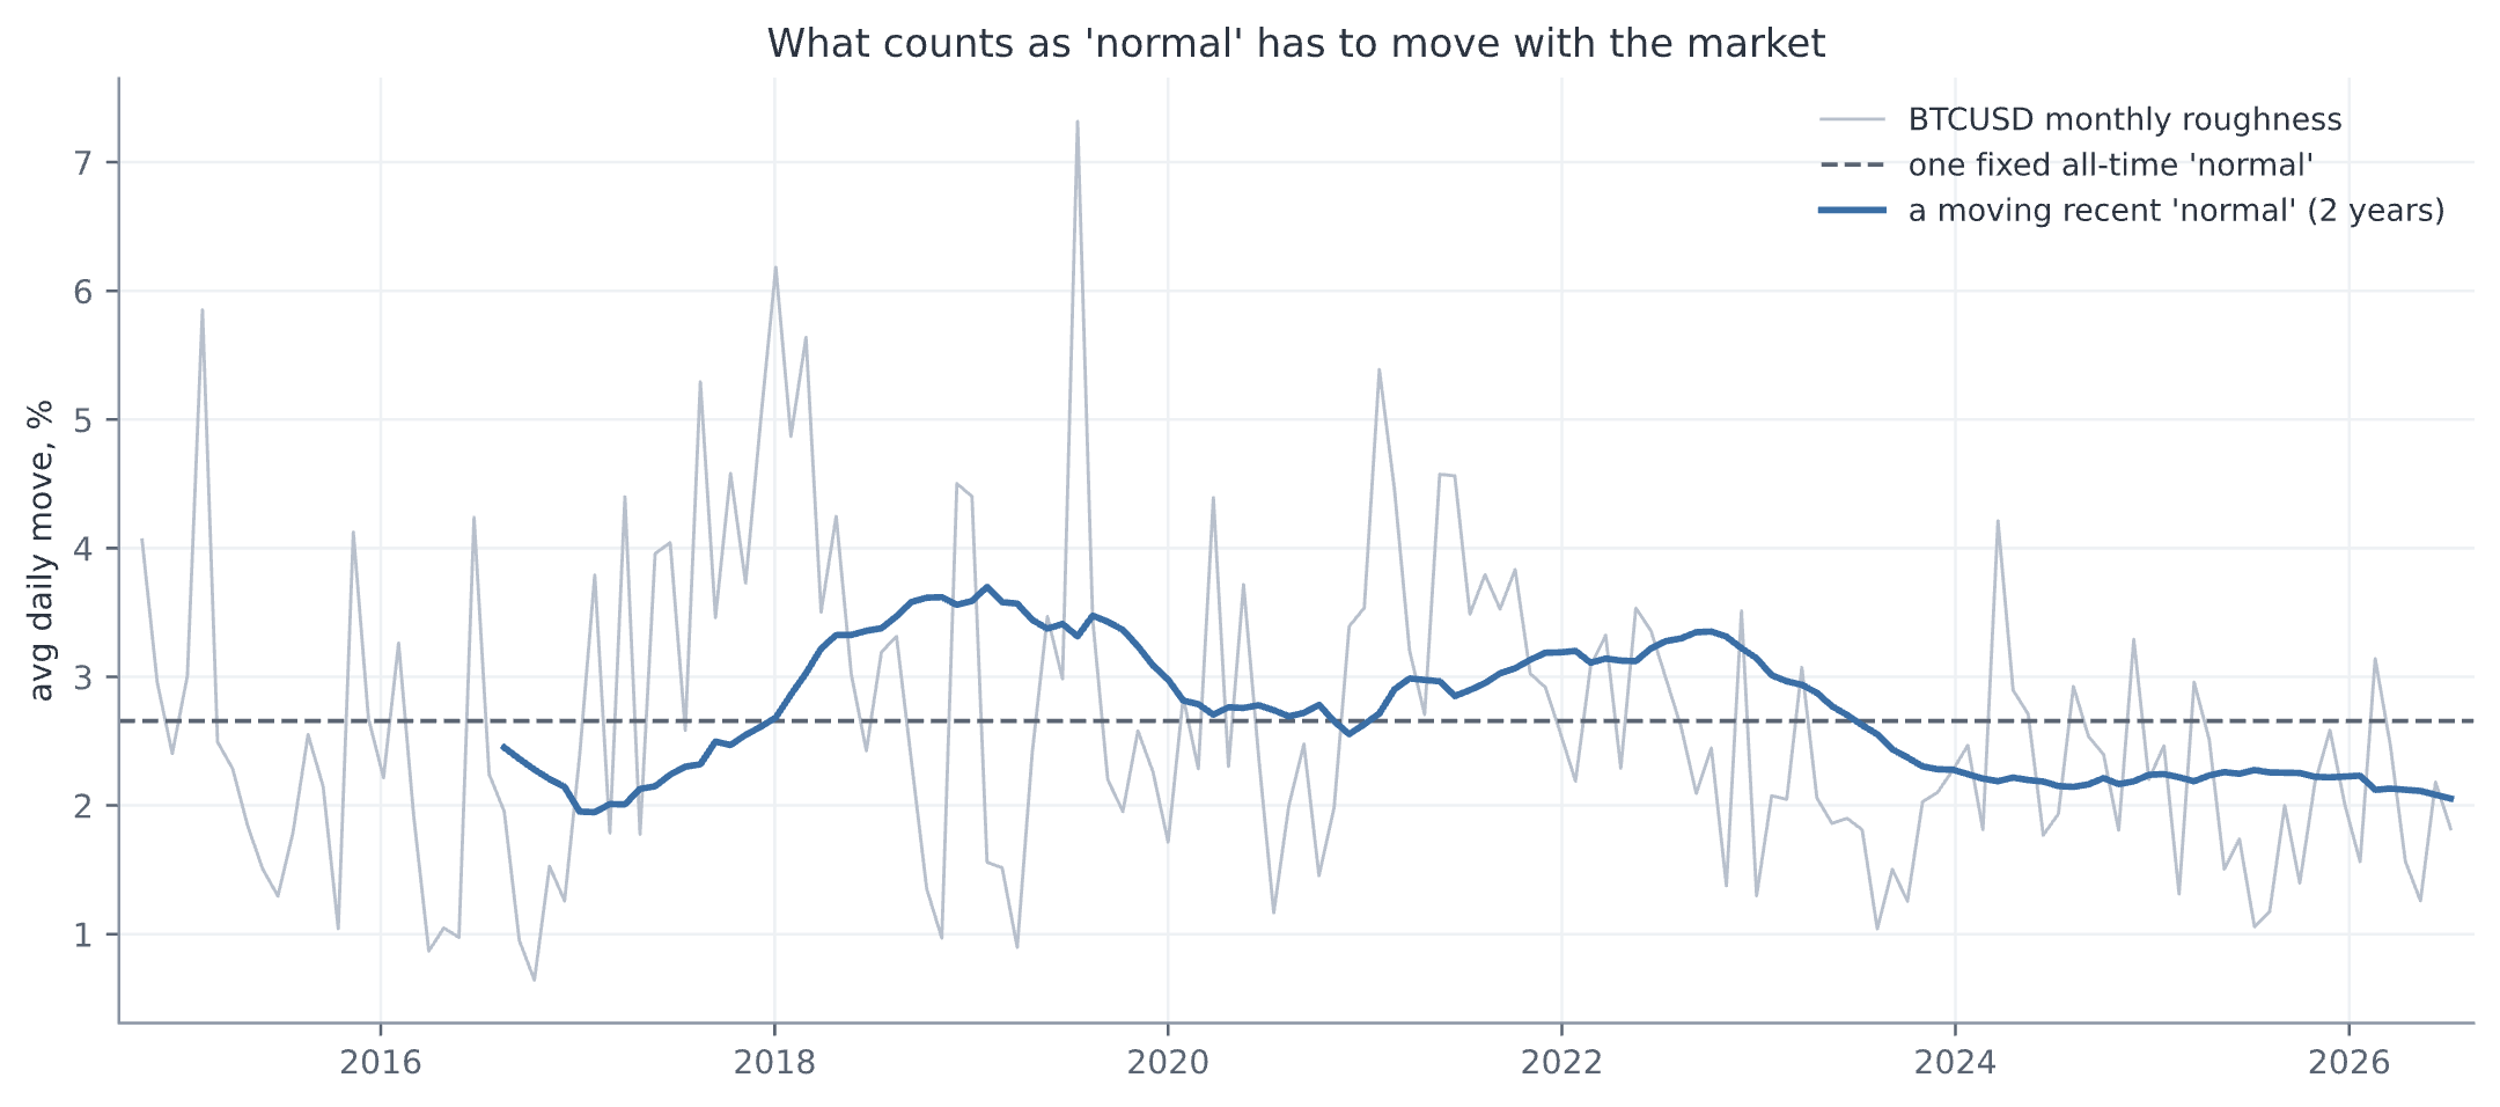 What counts as 'normal' has to move with the market
BTCUSD monthly roughness
one fixed all-time 'normal'
a moving recent 'normal' (2 years)
avg daily move, %
7
6
5
4
3
2
1
2016
2018
2020
2022
2024
2026